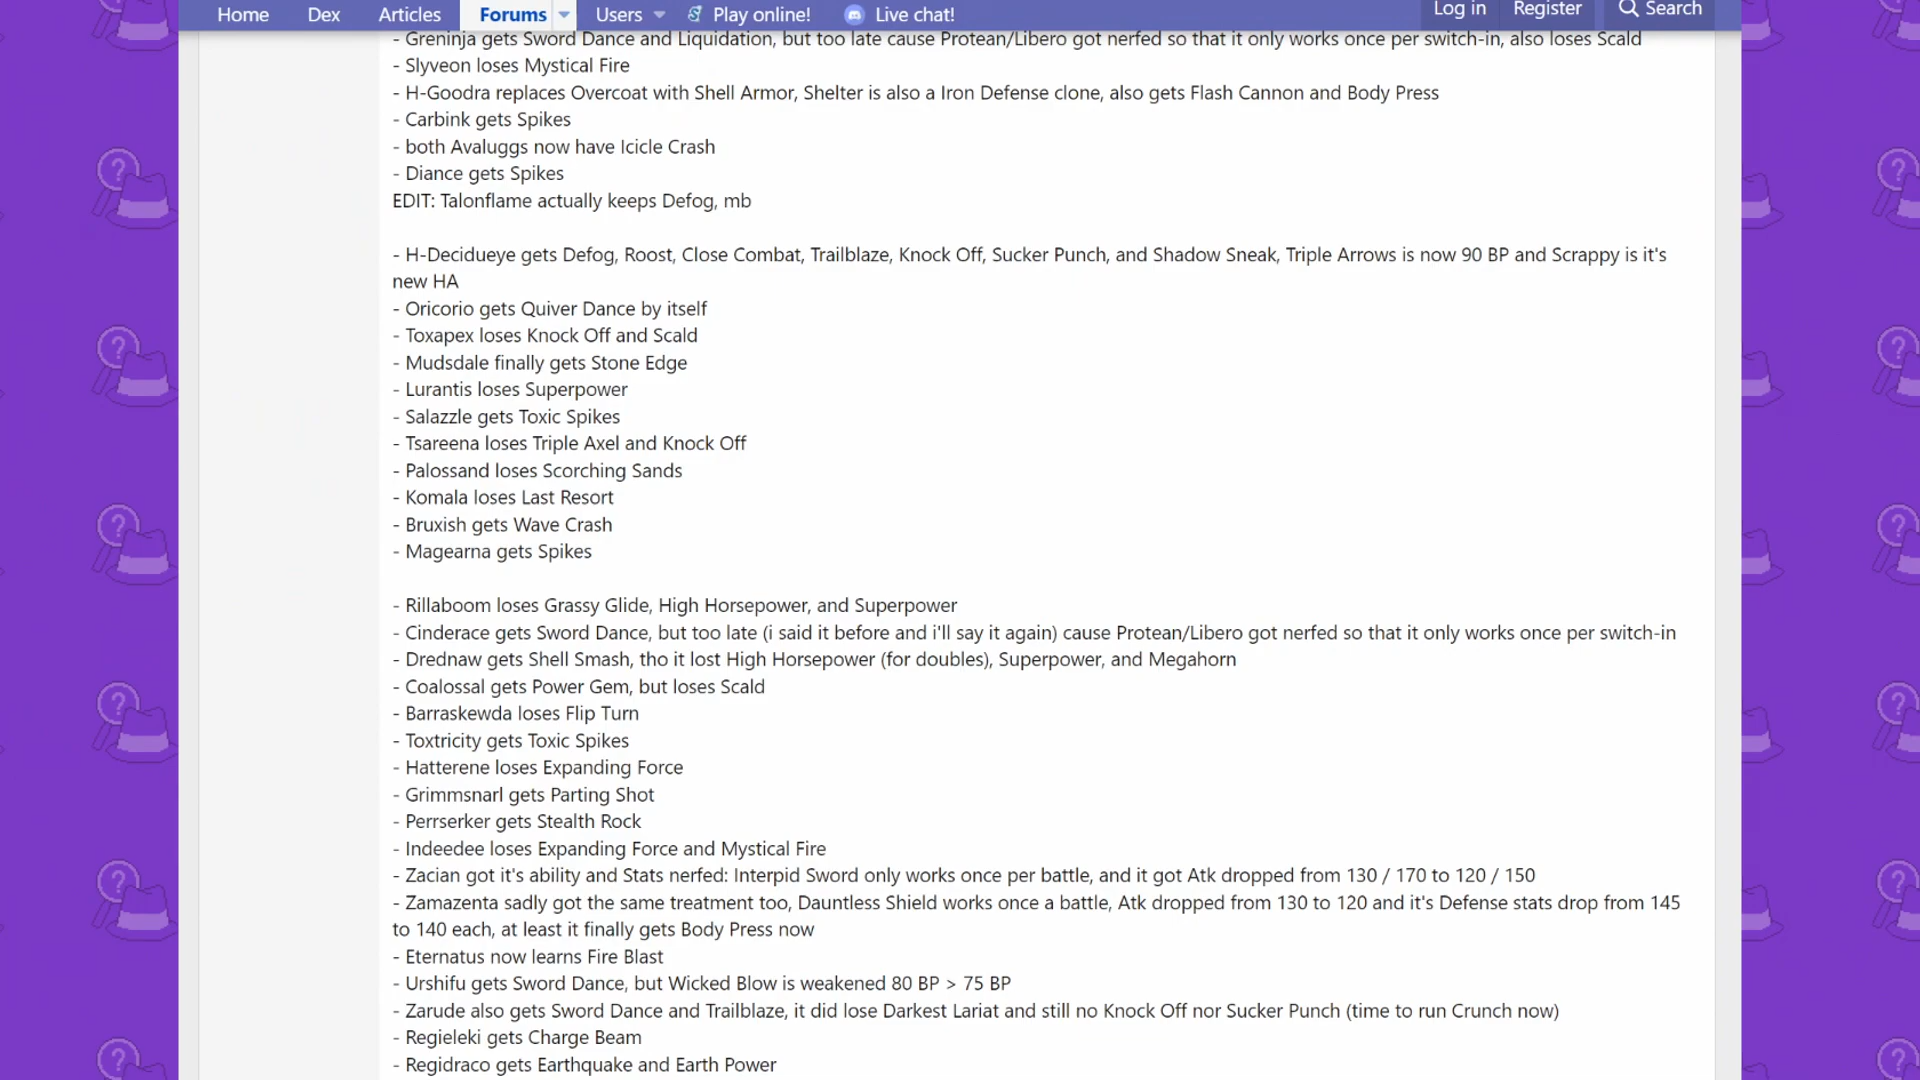 Home Dex Articles Forums Users Play online! Live chat! Log in Register Search
- Greninja gets Sword Dance and Liquidation, but too late cause Protean/Libero got nerfed so that it only works once per switch-in, also loses Scald
- Slyveon loses Mystical Fire
- H-Goodra replaces Overcoat with Shell Armor, Shelter is also a Iron Defense clone, also gets Flash Cannon and Body Press
- Carbink gets Spikes
- both Avaluggs now have Icicle Crash
- Diance gets Spikes
EDIT: Talonflame actually keeps Defog, mb
- H-Decidueye gets Defog, Roost, Close Combat, Trailblaze, Knock Off, Sucker Punch, and Shadow Sneak, Triple Arrows is now 90 BP and Scrappy is it's
new HA
- Oricorio gets Quiver Dance by itself
- Toxapex loses Knock Off and Scald
- Mudsdale finally gets Stone Edge
- Lurantis loses Superpower
- Salazzle gets Toxic Spikes
- Tsareena loses Triple Axel and Knock Off
- Palossand loses Scorching Sands
- Komala loses Last Resort
- Bruxish gets Wave Crash
- Magearna gets Spikes
- Rillaboom loses Grassy Glide, High Horsepower, and Superpower
- Cinderace gets Sword Dance, but too late (i said it before and i'll say it again) cause Protean/Libero got nerfed so that it only works once per switch-in
- Drednaw gets Shell Smash, tho it lost High Horsepower (for doubles), Superpower, and Megahorn
- Coalossal gets Power Gem, but loses Scald
- Barraskewda loses Flip Turn
- Toxtricity gets Toxic Spikes
- Hatterene loses Expanding Force
- Grimmsnarl gets Parting Shot
- Perrserker gets Stealth Rock
- Indeedee loses Expanding Force and Mystical Fire
- Zacian got it's ability and Stats nerfed: Interpid Sword only works once per battle, and it got Atk dropped from 130 / 170 to 120 / 150
- Zamazenta sadly got the same treatment too, Dauntless Shield works once a battle, Atk dropped from 130 to 120 and it's Defense stats drop from 145
to 140 each, at least it finally gets Body Press now
- Eternatus now learns Fire Blast
- Urshifu gets Sword Dance, but Wicked Blow is weakened 80 BP > 75 BP
- Zarude also gets Sword Dance and Trailblaze, it did lose Darkest Lariat and still no Knock Off nor Sucker Punch (time to run Crunch now)
- Regieleki gets Charge Beam
- Regidraco gets Earthquake and Earth Power